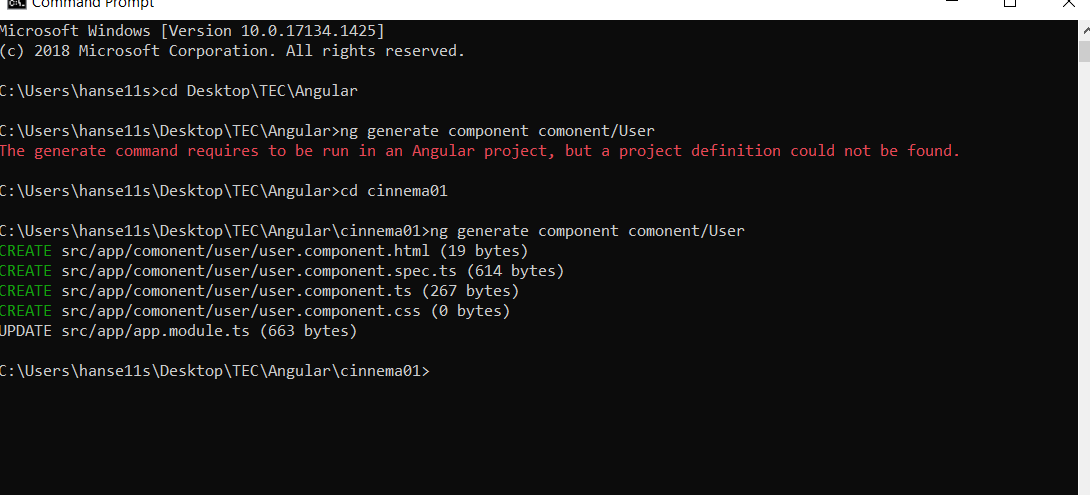 Command Prompt
Microsoft Windows [Version 10.0.17134.1425]
(c) 2018 Microsoft Corporation. All rights reserved.
C:\Users\hanse11s>cd Desktop\TEC\Angular
C:\Users\hanse11s\Desktop\TEC\Angular>ng generate component comonent/User
The generate command requires to be run in an Angular project, but a project definition could not be found.
C:\Users\hanse11s\Desktop\TEC\Angular>cd cinnema01
C:\Users\hanse11s\Desktop\TEC\Angular\cinnema01>ng generate component comonent/User
CREATE src/app/comonent/user/user.component.html (19 bytes)
CREATE src/app/comonent/user/user.component.spec.ts (614 bytes)
CREATE src/app/comonent/user/user.component.ts (267 bytes)
CREATE src/app/comonent/user/user.component.css (0 bytes)
UPDATE src/app/app.module.ts (663 bytes)
C:\Users\hanse11s\Desktop\TEC\Angular\cinnema01>